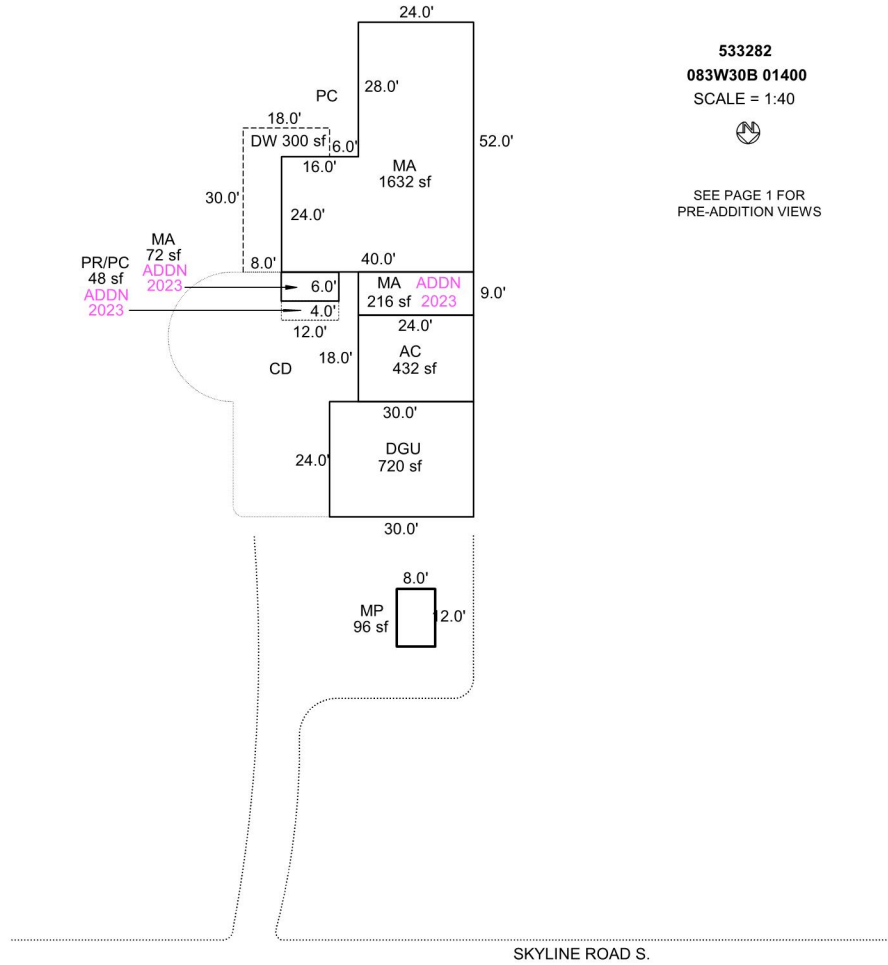 24.0'
533282
083W30B 01400
SCALE = 1:40
N
SEE PAGE 1 FOR
PRE-ADDITION VIEWS
28.0'
PC
18.0'
DW 300 sf
6.0'
16.0'
52.0'
MA
1632 sf
30.0'
24.0'
40.0'
8.0'
MA
72 sf
ADDN
2023
PR/PC
48 sf
ADDN
2023
6.0'
4.0'
12.0'
MA ADDN
216 sf 2023
9.0'
24.0'
18.0'
AC
432 sf
CD
30.0'
DGU
720 sf
24.0'
30.0'
8.0'
MP
96 sf
12.0'
SKYLINE ROAD S.